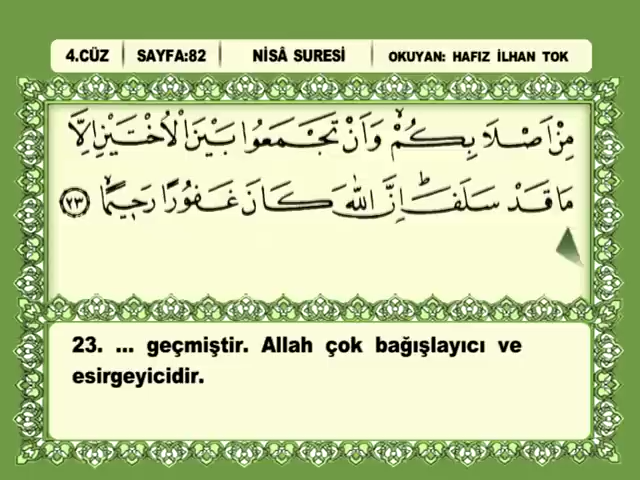 4.CÜZ SAYFA:82 NİSÂ SURESİ OKUYAN: HAFIZ İLHAN TOK
مِنْ اَصْلَابِكُمْۙ وَاَنْ تَجْمَعُوا بَيْنَ الْاُخْتَيْنِ اِلَّا
مَا قَدْ سَلَفَۜ اِنَّ اللّٰهَ كَانَ غَفُورًا رَح۪يمًاۙ ﴿٢٣﴾
23. ... geçmiştir. Allah çok bağışlayıcı ve
esirgeyicidir.